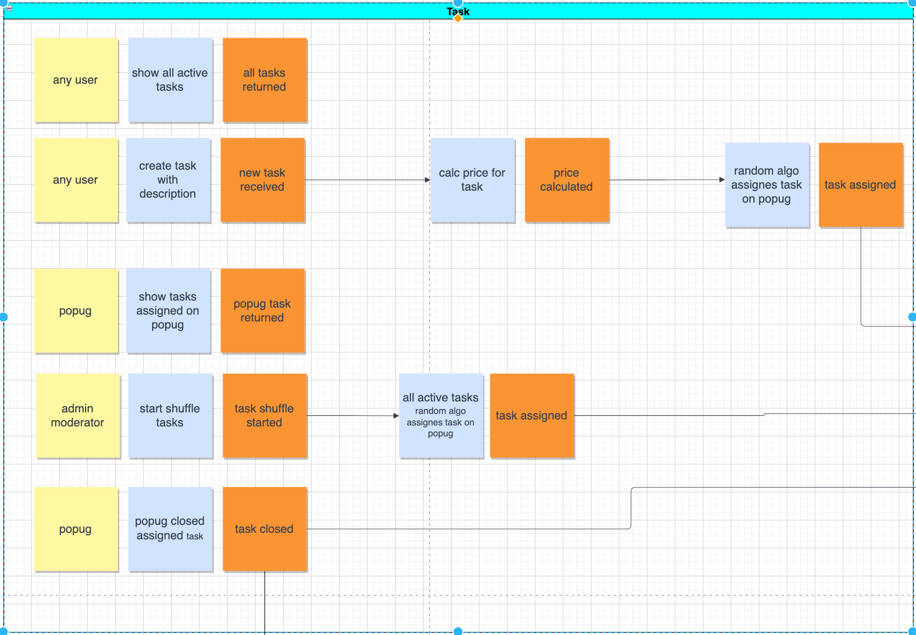 Task
any user
show all active
tasks
all tasks
returned
any user
create task
with
description
new task
received
calc price for
task
price
calculated
random algo
assignes task
on popug
task assigned
popug
show tasks
assigned on
popug
popug task
returned
admin
moderator
start shuffle
tasks
task shuffle
started
all active tasks
random algo
assignes task on
popug
task assigned
popug
popug closed
assigned task
task closed